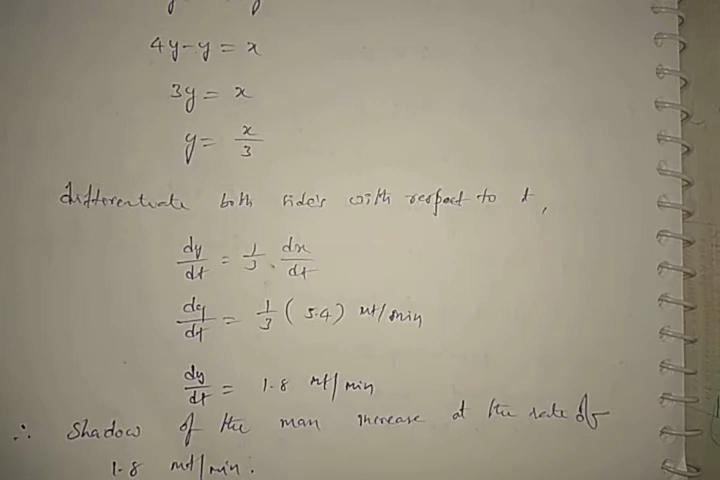 4y-y = x
3y = x
y = x/3
differentiate both side's with respect to t,
dy/dt = 1/3 . dx/dt
dy/dt = 1/3 (5.4) mt/min
dy/dt = 1.8 mt/min
∴ Shadow of the man increase at the rate of
1.8 mt/min.